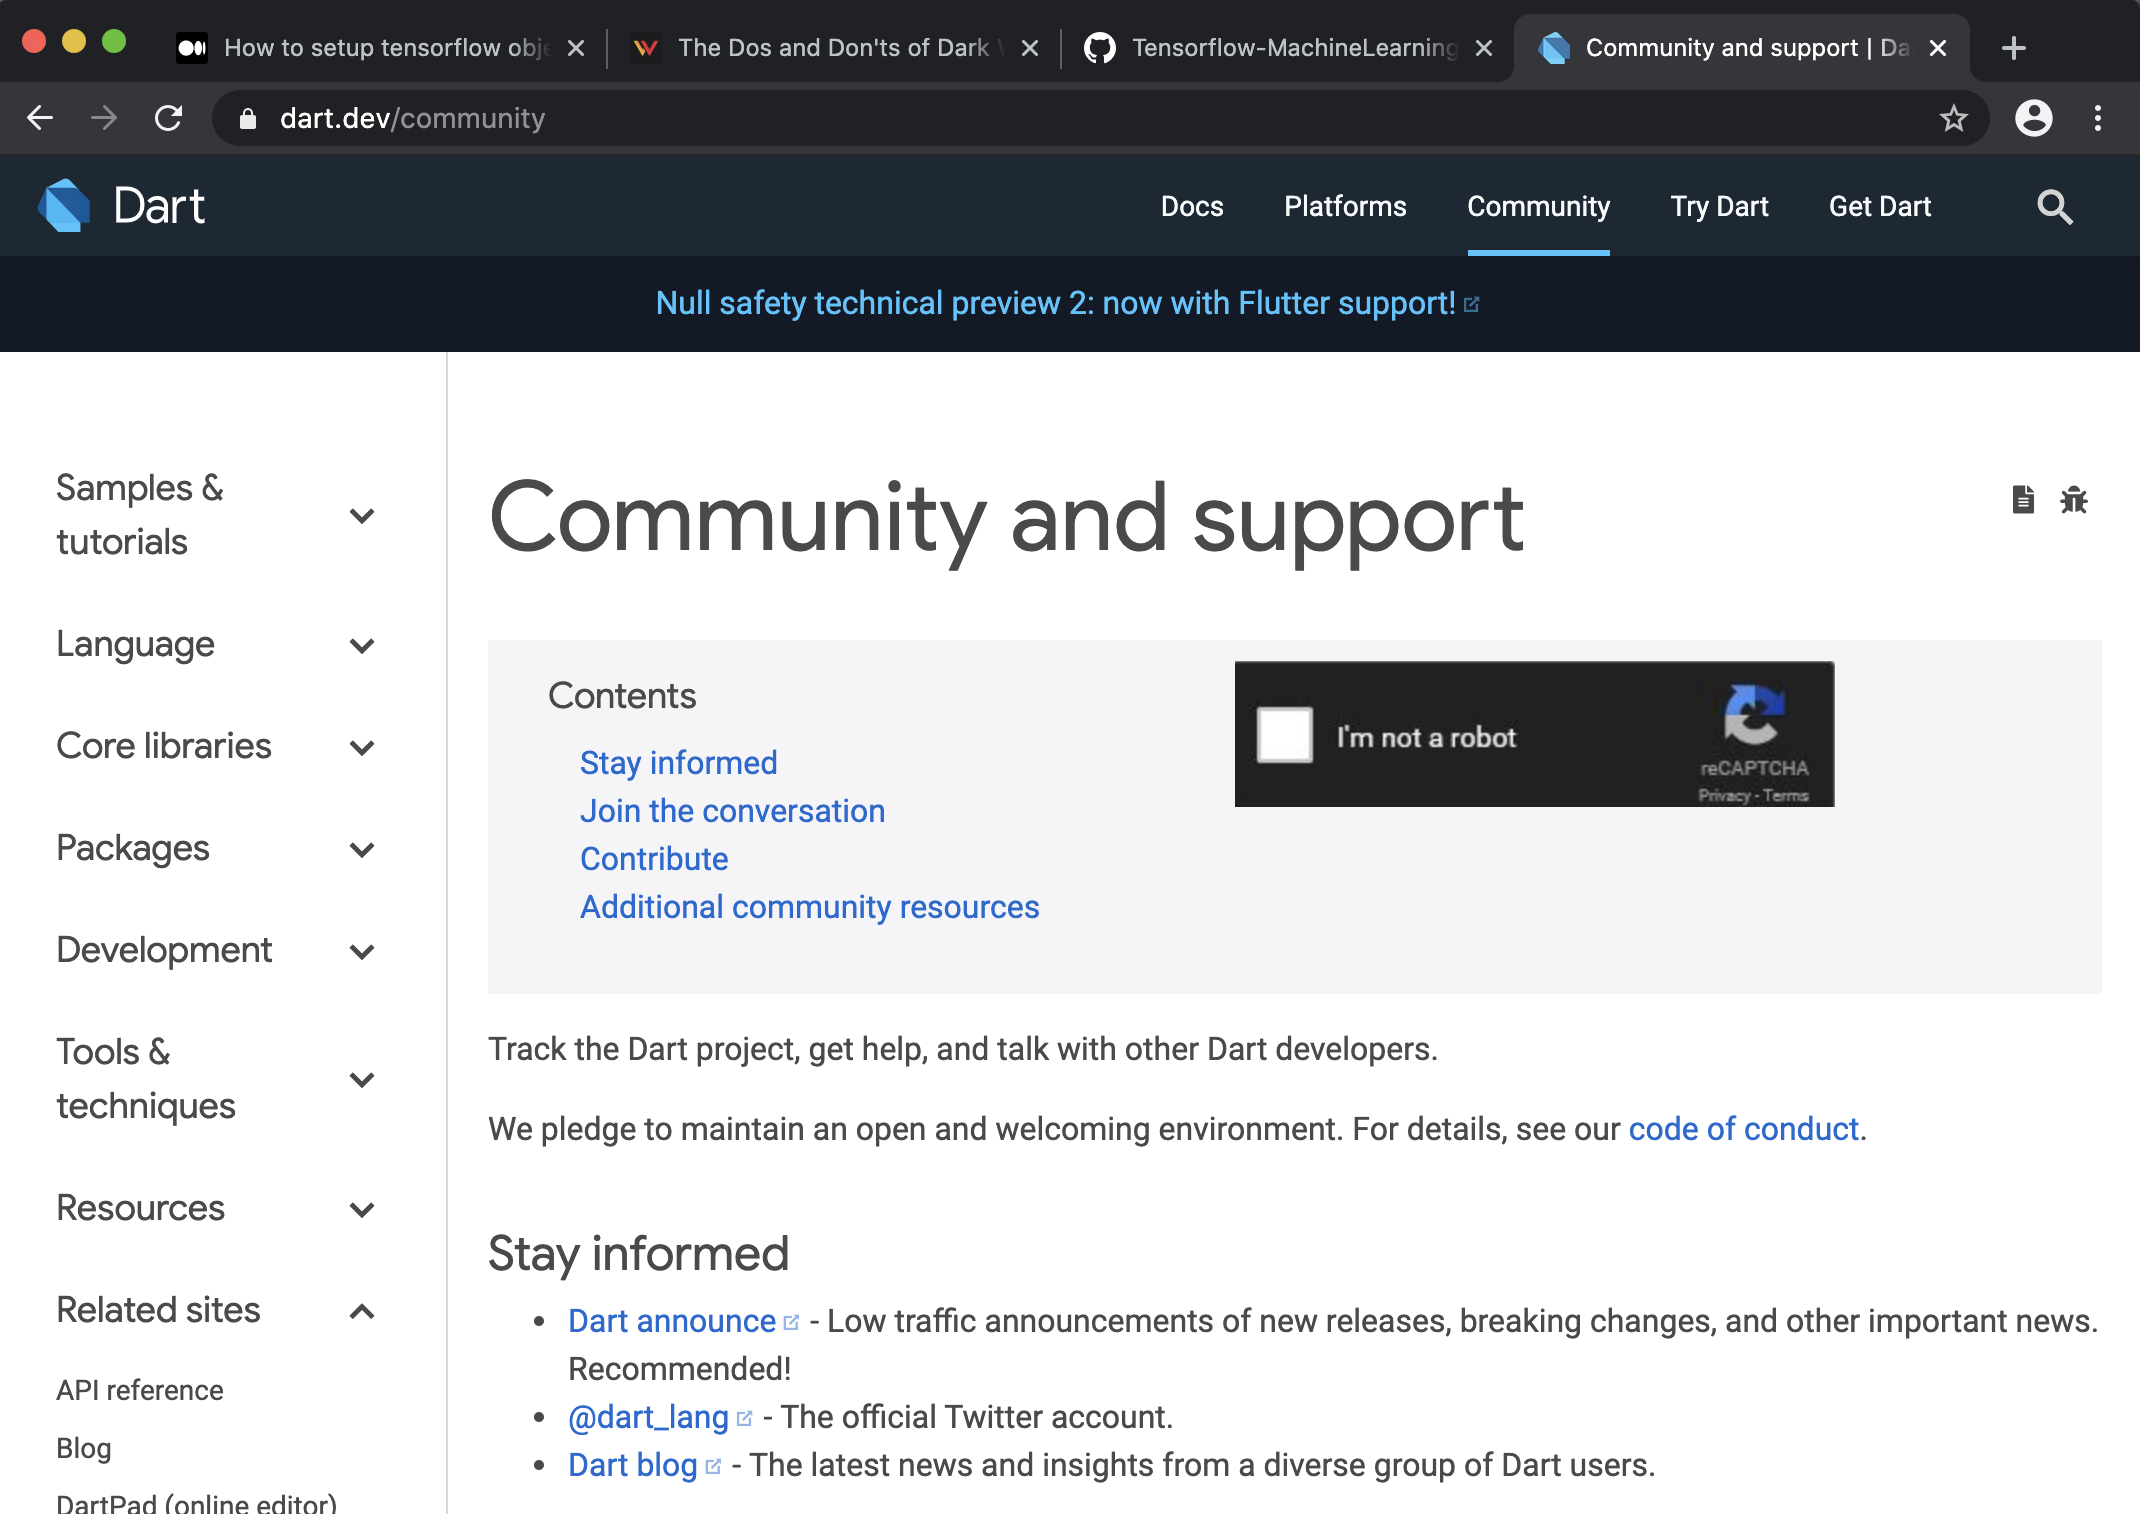 How to setup tensorflow obje
The Dos and Don'ts of Dark
Tensorflow-MachineLearning
Community and support | Da
dart.dev/community
Dart
Docs
Platforms
Community
Try Dart
Get Dart
Null safety technical preview 2: now with Flutter support!
Samples &
tutorials
Language
Core libraries
Packages
Development
Tools &
techniques
Resources
Related sites
API reference
Blog
DartPad (online editor)
Community and support
Contents
Stay informed
Join the conversation
Contribute
Additional community resources
I'm not a robot
reCAPTCHA
Privacy - Terms
Track the Dart project, get help, and talk with other Dart developers.
We pledge to maintain an open and welcoming environment. For details, see our code of conduct.
Stay informed
• Dart announce - Low traffic announcements of new releases, breaking changes, and other important news.
Recommended!
• @dart_lang - The official Twitter account.
• Dart blog - The latest news and insights from a diverse group of Dart users.